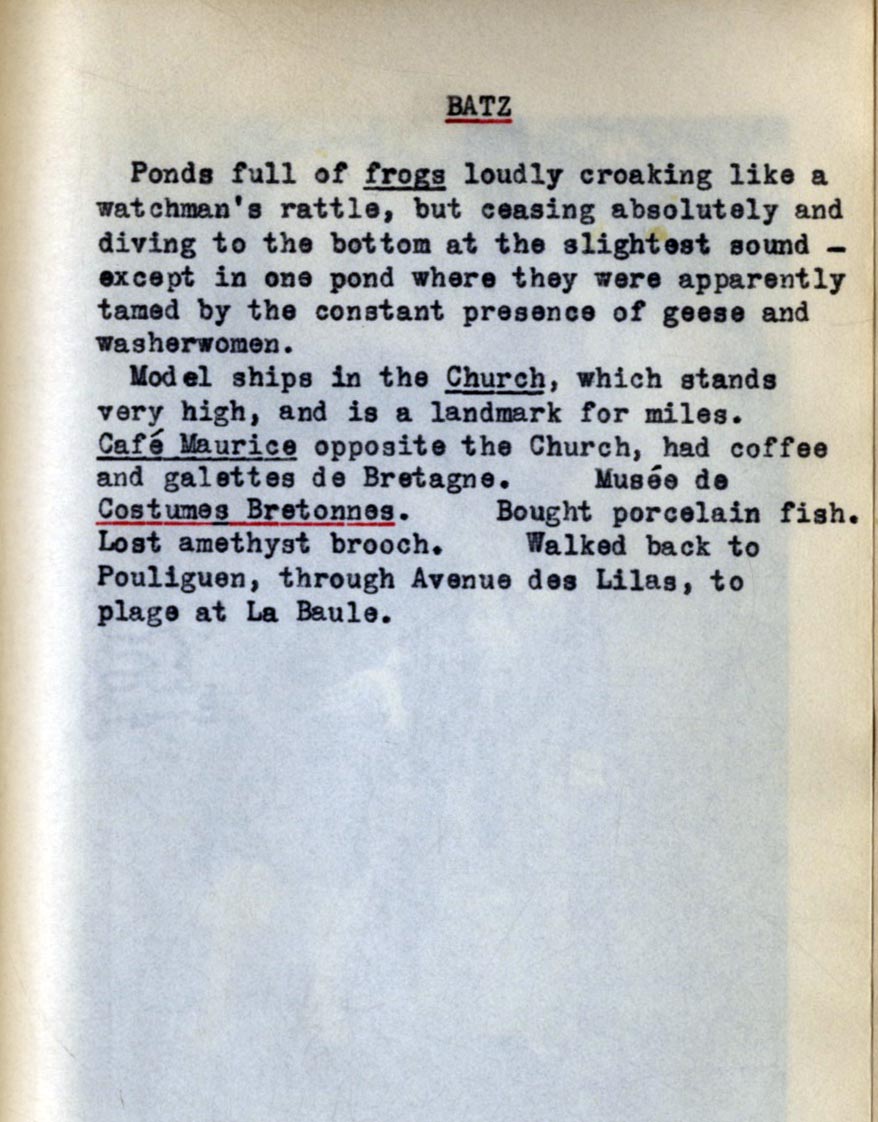 BATZ
Ponds full of frogs loudly croaking like a
watchman's rattle, but ceasing absolutely and
diving to the bottom at the slightest sound –
except in one pond where they were apparently
tamed by the constant presence of geese and
washerwomen.
Model ships in the Church, which stands
very high, and is a landmark for miles.
Café Maurice opposite the Church, had coffee
and galettes de Bretagne. Musée de
Costumes Bretonnes. Bought porcelain fish.
Lost amethyst brooch. Walked back to
Pouliguen, through Avenue des Lilas, to
plage at La Baule.